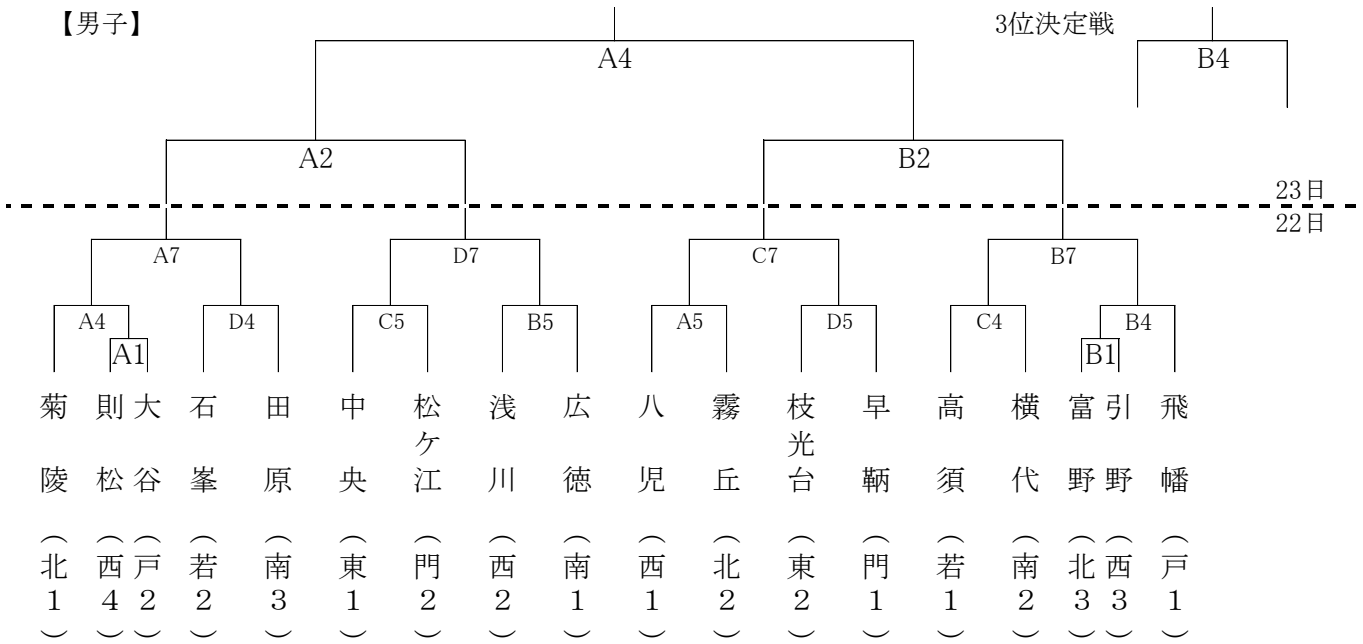 【男子】
3位決定戦
A4
B4
A2
B2
23日
22日
A7
D7
C7
B7
A4
D4
C5
B5
A5
D5
C4
B4
A1
B1
菊陵(北1)
則松(西4)
大谷(戸2)
石峯(若2)
田原(南3)
中央(東1)
松ケ江(門2)
浅川(西2)
広徳(南1)
八児(西1)
霧丘(北2)
枝光台(東2)
早鞆(門1)
高須(若1)
横代(南2)
富野(北3)
引野(西3)
飛幡(戸1)